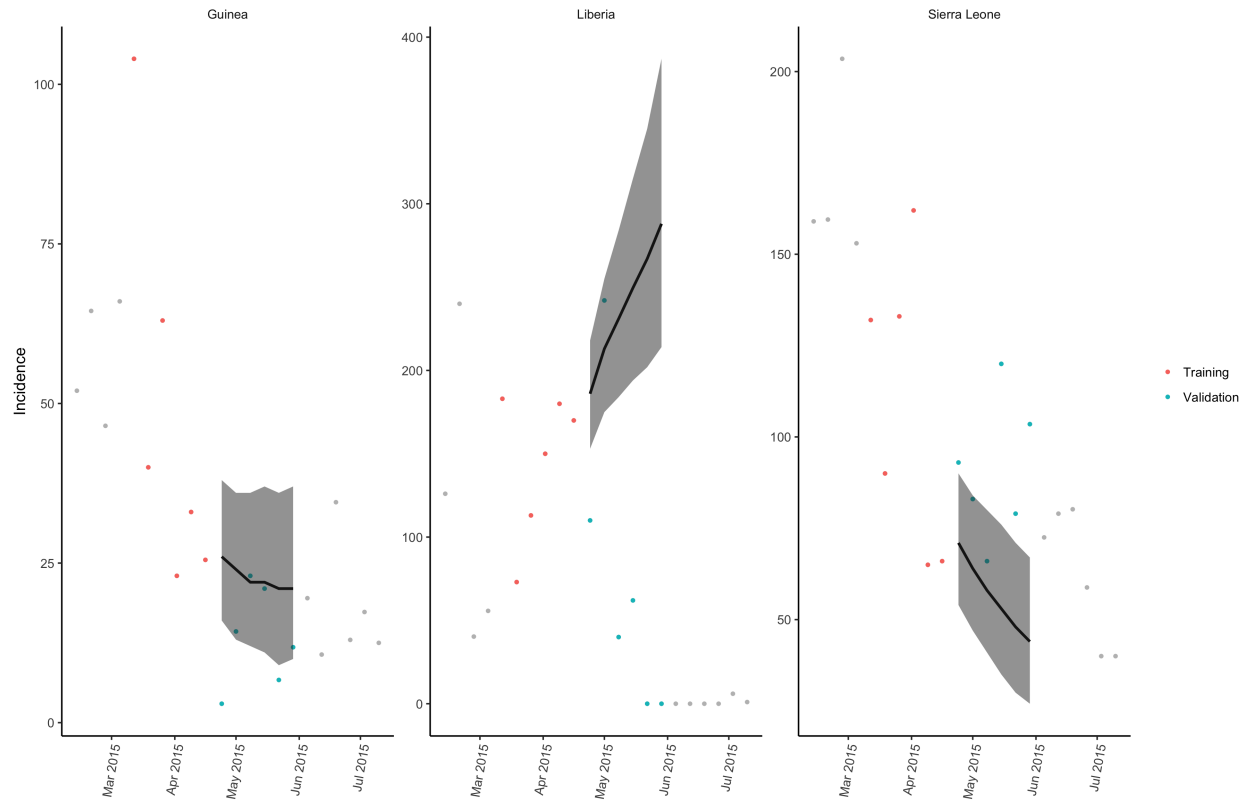 Guinea
Liberia
Sierra Leone
Incidence
100
75
50
25
0
400
300
200
100
0
200
150
100
50
Mar 2015
Apr 2015
May 2015
Jun 2015
Jul 2015
Mar 2015
Apr 2015
May 2015
Jun 2015
Jul 2015
Mar 2015
Apr 2015
May 2015
Jun 2015
Jul 2015
Training
Validation